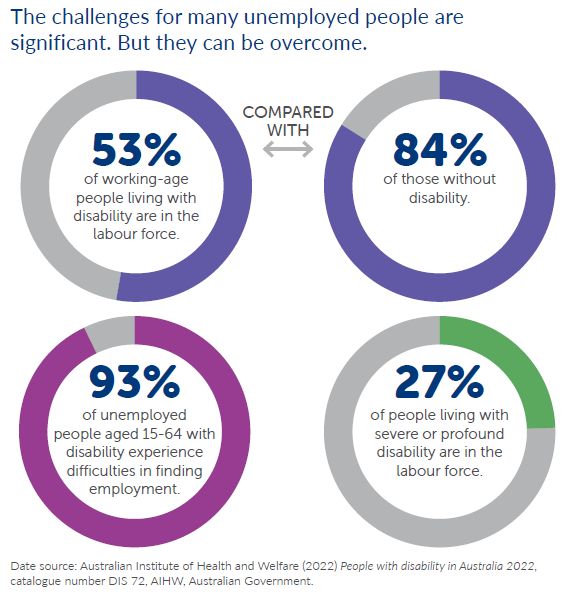 The challenges for many unemployed people are
significant. But they can be overcome.
53%
of working-age
people living with
disability are in the
labour force.
COMPARED
WITH
84%
of those without
disability.
93%
of unemployed
people aged 15-64 with
disability experience
difficulties in finding
employment.
27%
of people living with
severe or profound
disability are in the
labour force.
Date source: Australian Institute of Health and Welfare (2022) People with disability in Australia 2022,
catalogue number DIS 72, AIHW, Australian Government.